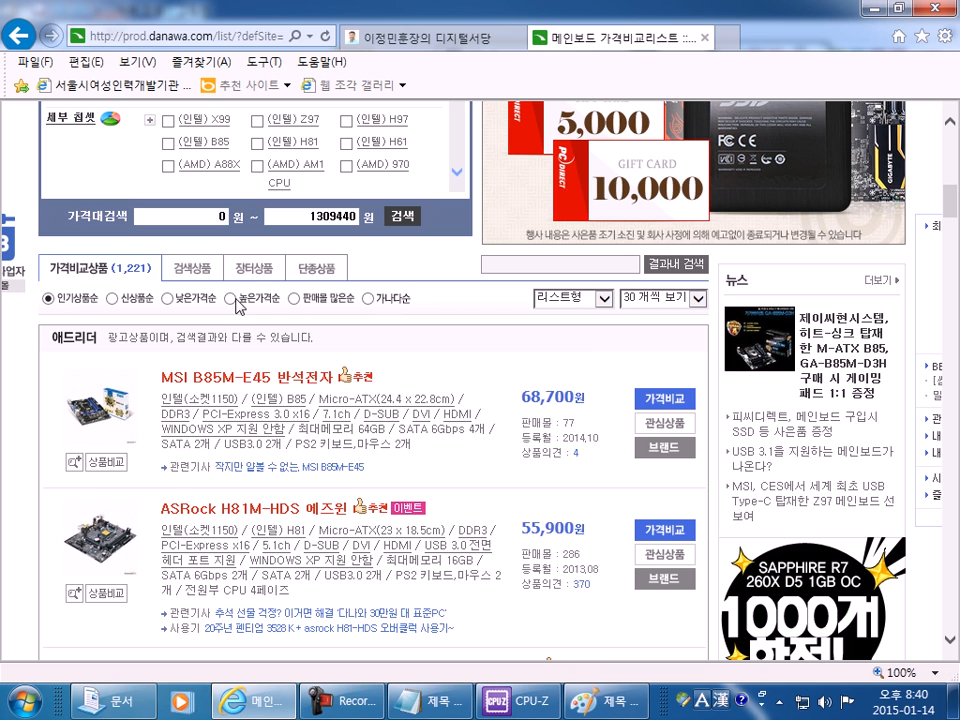 http://prod.danawa.com/list/?defSite=
이정민훈장의 디지털서당
메인보드 가격비교리스트 ::...
파일(F) 편집(E) 보기(V) 즐겨찾기(A) 도구(T) 도움말(H)
서울시여성인력개발기관 ...
추천 사이트
웹 조각 갤러리
세부 칩셋
(인텔) X99
(인텔) Z97
(인텔) H97
(인텔) B85
(인텔) H81
(인텔) H61
(AMD) A88X
(AMD) AM1
(AMD) 970
CPU
가격대검색 0 원 ~ 1309440 원 검색
5,000
PC DIRECT
GIFT CARD
10,000
GIGABYTE
행사 내용은 사은품 조기 소진 및 회사 사정에 의해 예고없이 종료되거나 변경될 수 있습니다.
가격비교상품 (1,221)
검색상품
장터상품
단종상품
결과내 검색
인기상품순 신상품순 낮은가격순 높은가격순 판매몰 많은순 가나다순
리스트형
30 개씩 보기
애드리더 광고상품이며, 검색결과와 다를 수 있습니다.
MSI B85M-E45 반석전자 추천
인텔(소켓1150) / (인텔) B85 / Micro-ATX(24.4 x 22.8cm) /
DDR3 / PCI-Express 3.0 x16 / 7.1ch / D-SUB / DVI / HDMI /
WINDOWS XP 지원 안함 / 최대메모리 64GB / SATA 6Gbps 4개 /
SATA 2개 / USB3.0 2개 / PS2 키보드,마우스 2개
관련기사 작지만 얕볼 수 없는, MSI B85M-E45
상품비교
68,700원
판매몰 : 77
등록월 : 2014,10
상품의견 : 4
가격비교
관심상품
브랜드
ASRock H81M-HDS 에즈윈 추천 이벤트
인텔(소켓1150) / (인텔) H81 / Micro-ATX(23 x 18.5cm) / DDR3 /
PCI-Express x16 / 5.1ch / D-SUB / DVI / HDMI / USB 3.0 전면
헤더 포트 지원 / WINDOWS XP 지원 안함 / 최대메모리 16GB /
SATA 6Gbps 2개 / SATA 2개 / USB3.0 2개 / PS2 키보드,마우스 2
개 / 전원부 CPU 4페이즈
관련기사 추석 선물 걱정? 이거면 해결 '다나와 30만원 대 표준PC'
사용기 20주년 펜티엄 3528 K+ asrock H81-HDS 오버클럭 사용기~
상품비교
55,900원
판매몰 : 286
등록월 : 2013,08
상품의견 : 370
가격비교
관심상품
브랜드
뉴스 더보기
제이씨현시스템,
히트-싱크 탑재
한 M-ATX B85,
GA-B85M-D3H
구매 시 게이밍
패드 1:1 증정
피씨디렉트, 메인보드 구입시
SSD 등 사은품 증정
USB 3.1을 지원하는 메인보드가
나온다?
MSI, CES에서 세계 최초 USB
Type-C 탑재한 Z97 메인보드 선
보여
SAPPHIRE R7
260X D5 1GB OC
1000개
한정!
100%
문서
메인...
Recor...
제목 ...
CPU-Z
제목 ...
A 漢
오후 8:40
2015-01-14